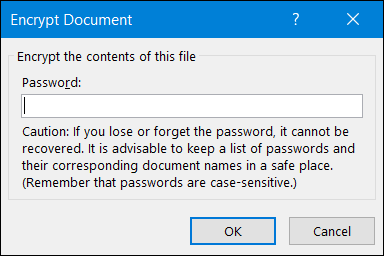 Encrypt Document ?
Encrypt the contents of this file
Password:
Caution: If you lose or forget the password, it cannot be
recovered. It is advisable to keep a list of passwords and
their corresponding document names in a safe place.
(Remember that passwords are case-sensitive.)
OK Cancel